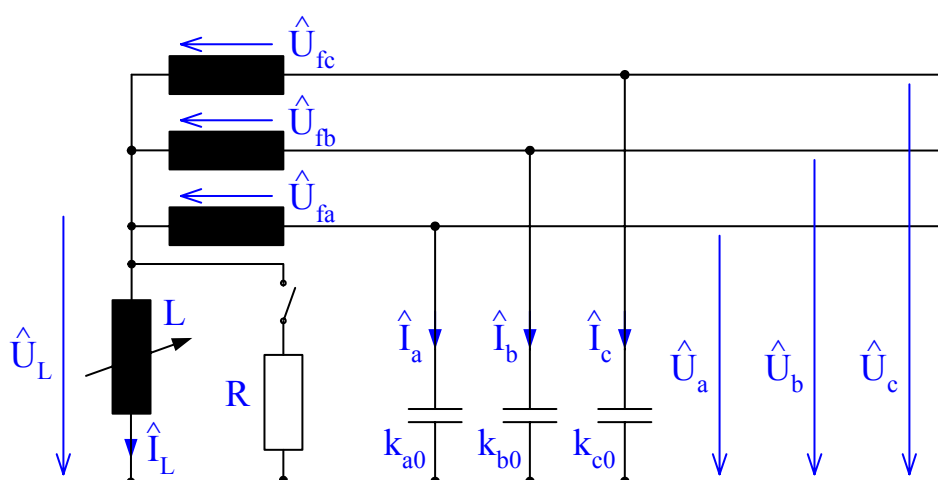 Û_fc
Û_fb
Û_fa
L
Û_L
Î_L
R
Î_a
Î_b
Î_c
k_a0
k_b0
k_c0
Û_a
Û_b
Û_c